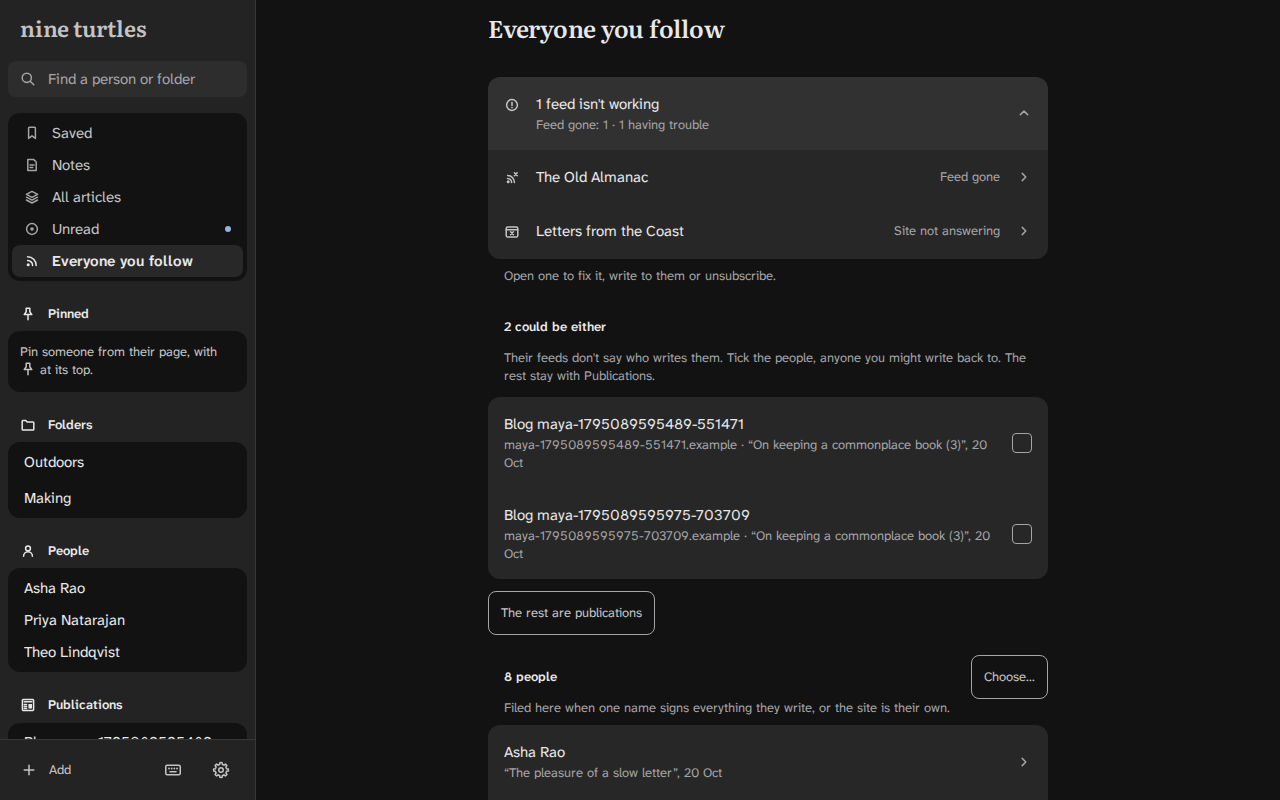 nine turtles
Find a person or folder
Saved
Notes
All articles
Unread
Everyone you follow
Pinned
Pin someone from their page, with
at its top.
Folders
Outdoors
Making
People
Asha Rao
Priya Natarajan
Theo Lindqvist
Publications
Add
Everyone you follow
1 feed isn't working
Feed gone: 1 · 1 having trouble
The Old Almanac
Feed gone
Letters from the Coast
Site not answering
Open one to fix it, write to them or unsubscribe.
2 could be either
Their feeds don't say who writes them. Tick the people, anyone you might write back to. The
rest stay with Publications.
Blog maya-1795089595489-551471
maya-1795089595489-551471.example · “On keeping a commonplace book (3)”, 20
Oct
Blog maya-1795089595975-703709
maya-1795089595975-703709.example · “On keeping a commonplace book (3)”, 20
Oct
The rest are publications
8 people
Choose…
Filed here when one name signs everything they write, or the site is their own.
Asha Rao
“The pleasure of a slow letter”, 20 Oct